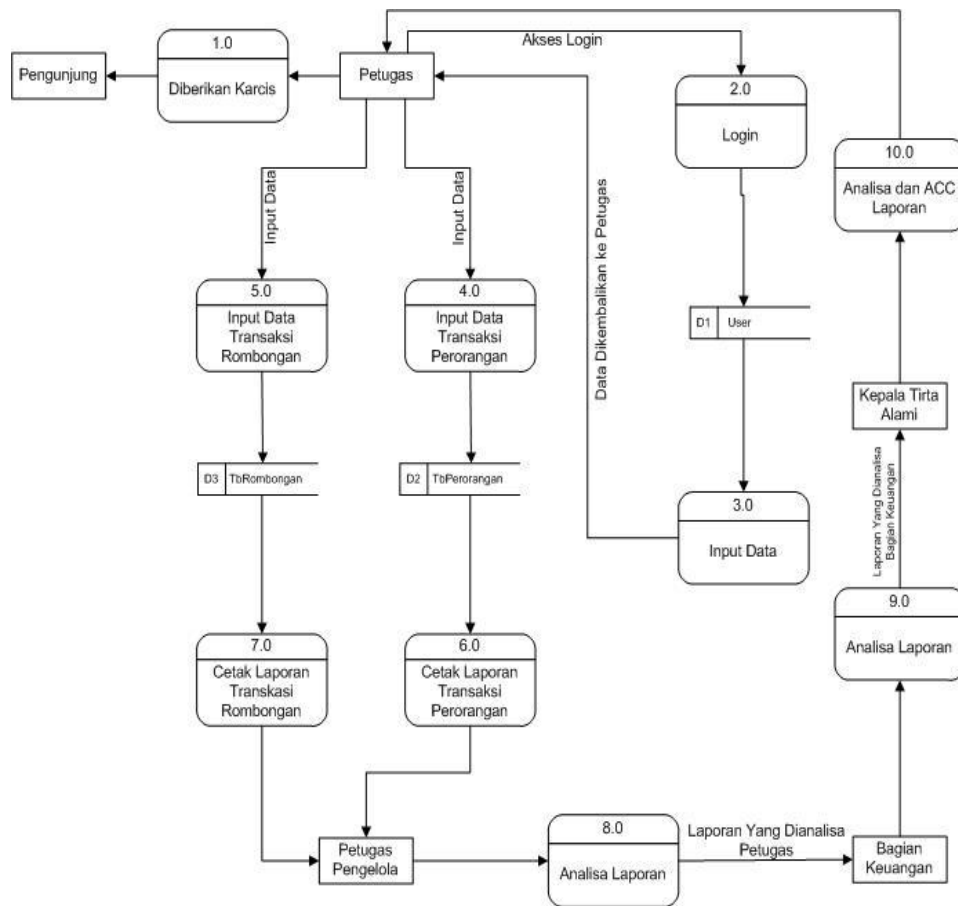 1.0
Diberikan Karcis
Pengunjung
Petugas
Akses Login
2.0
Login
10.0
Analisa dan ACC
Laporan
Input Data
Input Data
Data Dikembalikan ke Petugas
5.0
Input Data
Transaksi
Rombongan
4.0
Input Data
Transaksi
Perorangan
D1 User
Kepala Tirta
Alami
D3 TbRombongan
D2 TbPerorangan
Laporan Yang Dianalisa
Bagian Keuangan
3.0
Input Data
9.0
Analisa Laporan
7.0
Cetak Laporan
Transkasi
Rombongan
6.0
Cetak Laporan
Transaksi
Perorangan
Petugas
Pengelola
8.0
Analisa Laporan
Laporan Yang Dianalisa
Petugas
Bagian
Keuangan